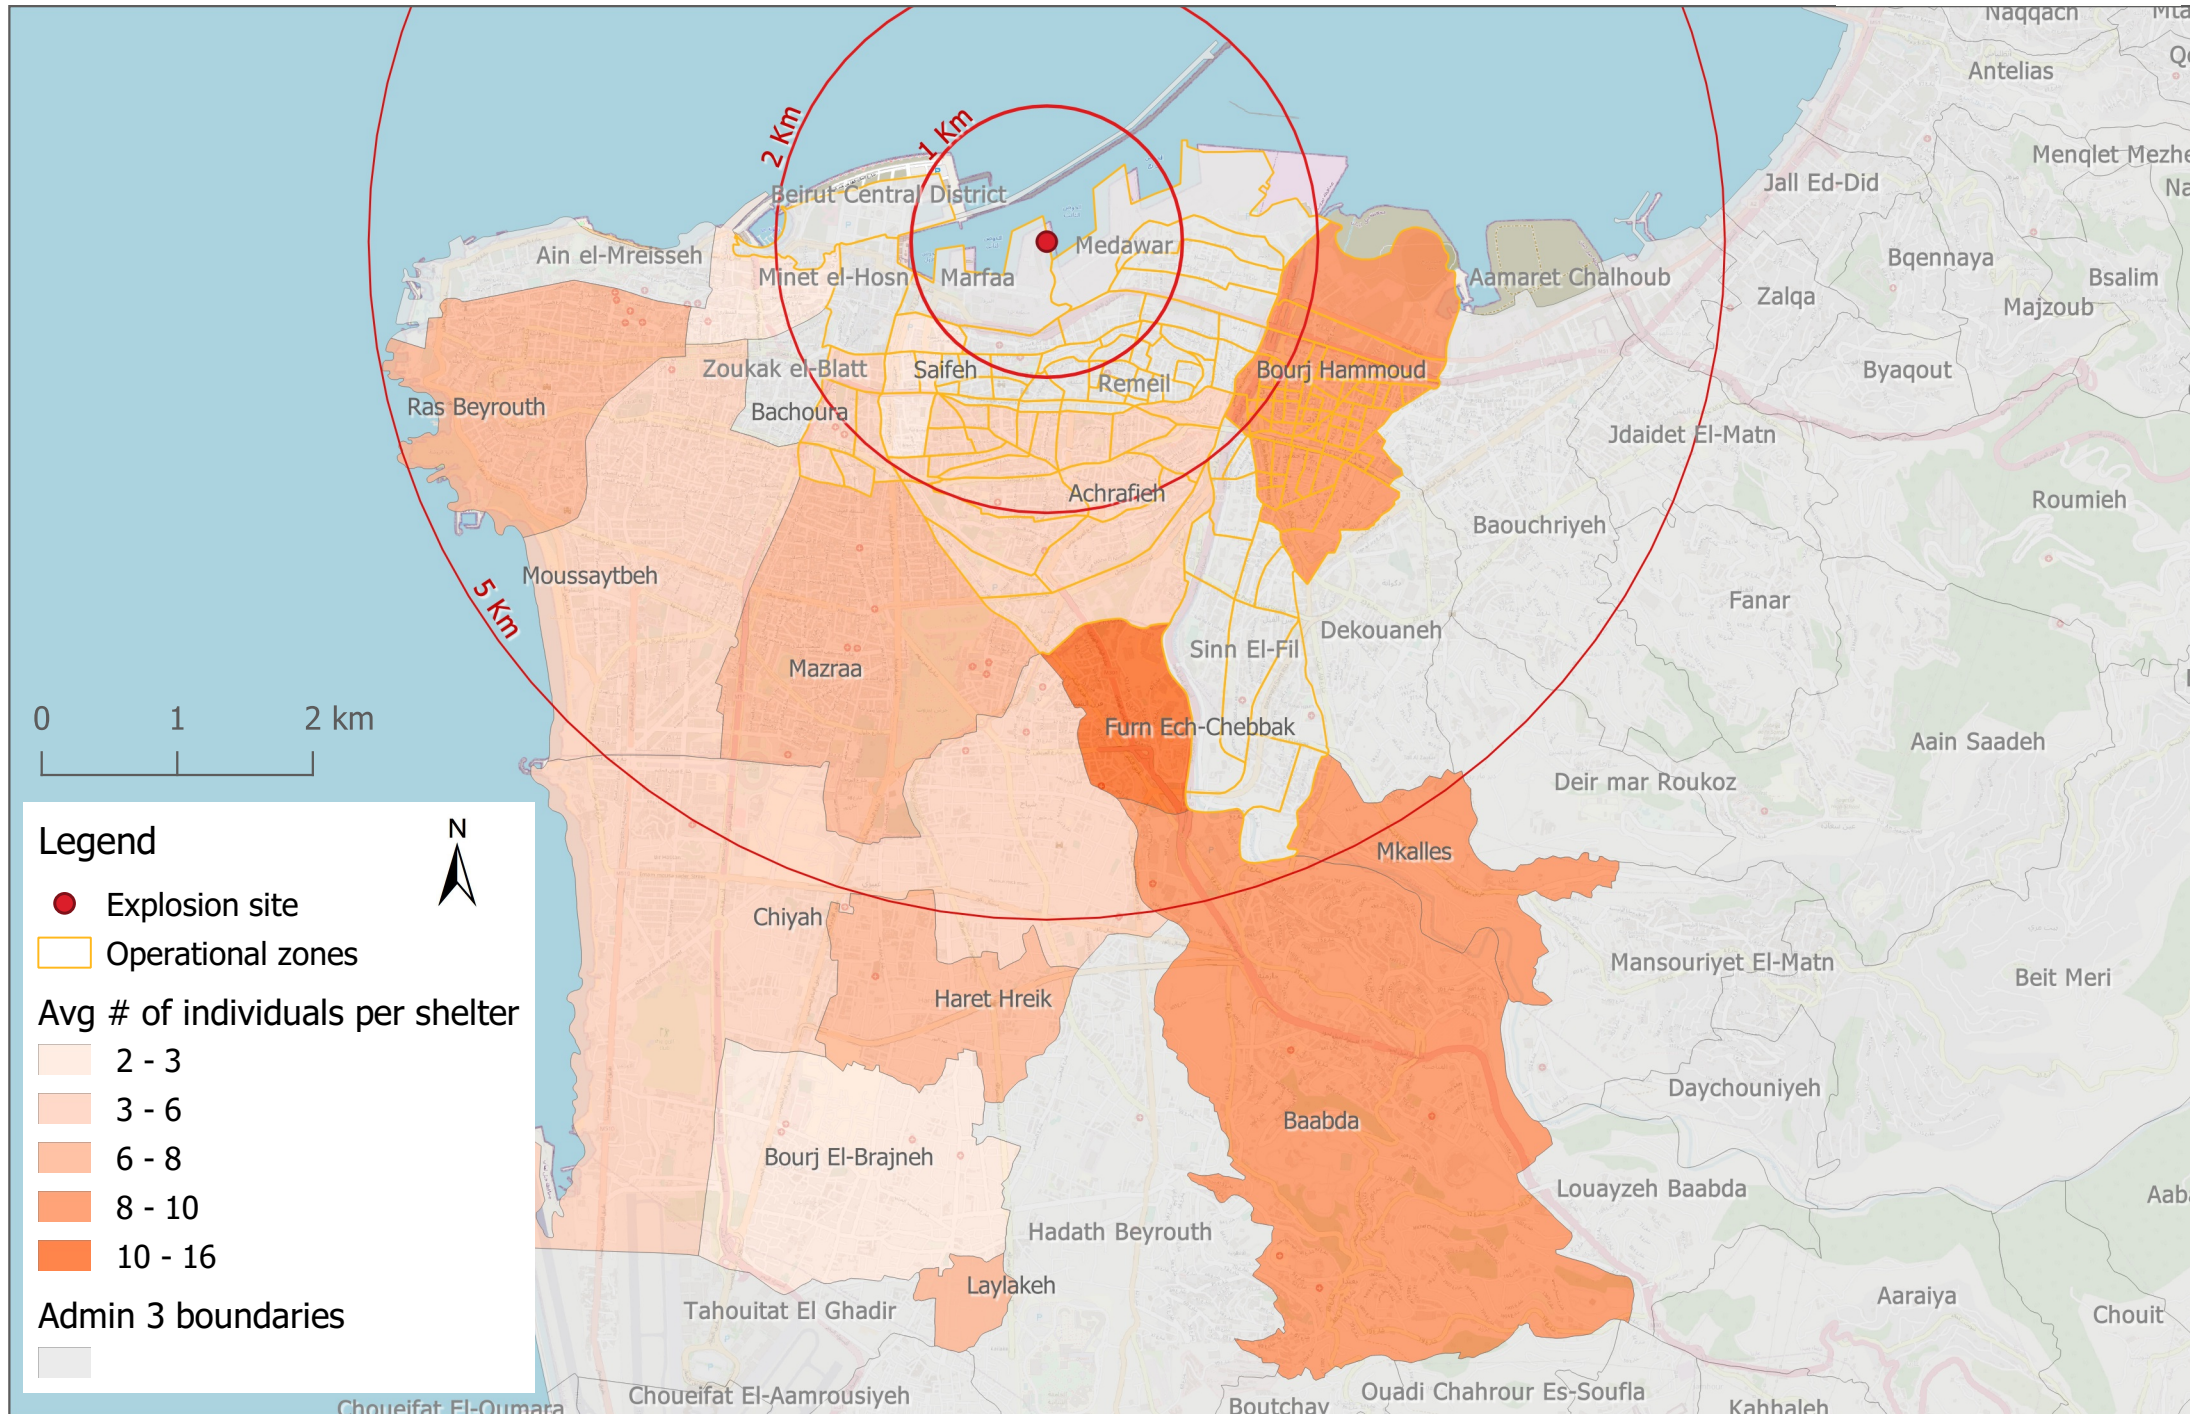 Naqqach
Antelias
Menqlet Mezhe
Jall Ed-Did
Na
2 Km
1 Km
Beirut Central District
Ain el-Mreisseh
Medawar
Bqennaya
Minet el-Hosn
Marfaa
Aamaret Chalhoub
Bsalim
Zalqa
Majzoub
Zoukak el-Blatt
Saifeh
Remeil
Bourj Hammoud
Byaqout
Ras Beyrouth
Bachoura
Jdaidet El-Matn
Achrafieh
Roumieh
Baouchriyeh
Moussaytbeh
5 Km
Fanar
Dekouaneh
Sinn El-Fil
Mazraa
0 1 2 km
Furn Ech-Chebbak
Aain Saadeh
Deir mar Roukoz
Mkalles
Chiyah
Mansouriyet El-Matn
Beit Meri
Haret Hreik
Daychouniyeh
Baabda
Bourj El-Brajneh
Louayzeh Baabda
Aab
Hadath Beyrouth
Laylakeh
Tahouitat El Ghadir
Aaraiya
Chouit
Choueifat El-Aamrousiyeh
Ouadi Chahrour Es-Soufla
Choueifat El-Oumara
Boutchay
Kahhaleh
Legend
N
Explosion site
Operational zones
Avg # of individuals per shelter
2 - 3
3 - 6
6 - 8
8 - 10
10 - 16
Admin 3 boundaries